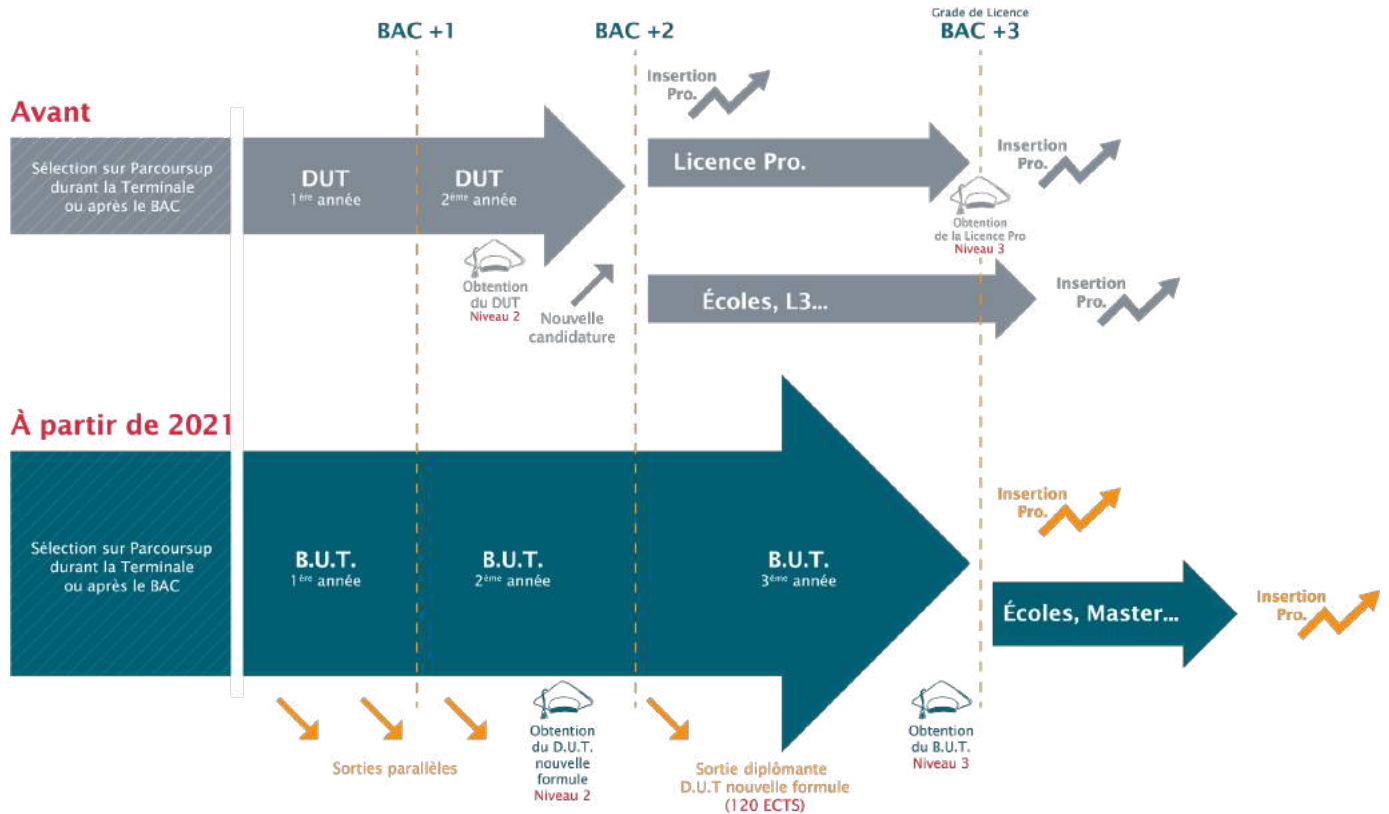 Grade de Licence
BAC +1
BAC +2
BAC +3
Avant
Sélection sur Parcoursup
durant la Terminale
ou après le BAC
DUT
1ère année
DUT
2ème année
Obtention
du DUT
Niveau 2
Nouvelle
candidature
Insertion
Pro.
Licence Pro.
Insertion
Pro.
Obtention
de la Licence Pro
Niveau 3
Écoles, L3...
Insertion
Pro.
À partir de 2021
Sélection sur Parcoursup
durant la Terminale
ou après le BAC
B.U.T.
1ère année
B.U.T.
2ème année
B.U.T.
3ème année
Insertion
Pro.
Écoles, Master...
Insertion
Pro.
Sorties parallèles
Obtention
du D.U.T.
nouvelle
formule
Niveau 2
Sortie diplômante
D.U.T nouvelle formule
(120 ECTS)
Obtention
du B.U.T.
Niveau 3